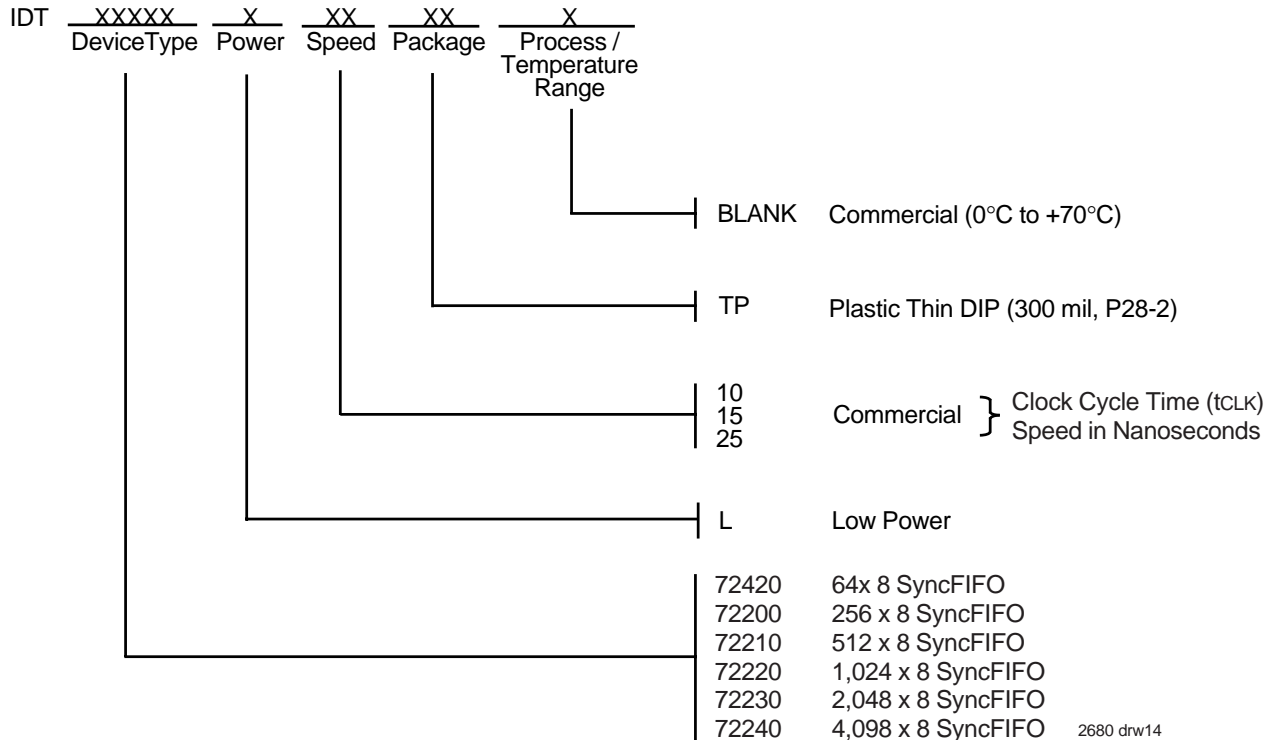 IDT XXXXX X XX XX X
DeviceType Power Speed Package Process /
Temperature
Range
BLANK Commercial (0°C to +70°C)
TP Plastic Thin DIP (300 mil, P28-2)
10
15
25
Commercial } Clock Cycle Time (tCLK)
Speed in Nanoseconds
L Low Power
72420 64x 8 SyncFIFO
72200 256 x 8 SyncFIFO
72210 512 x 8 SyncFIFO
72220 1,024 x 8 SyncFIFO
72230 2,048 x 8 SyncFIFO
72240 4,098 x 8 SyncFIFO 2680 drw14